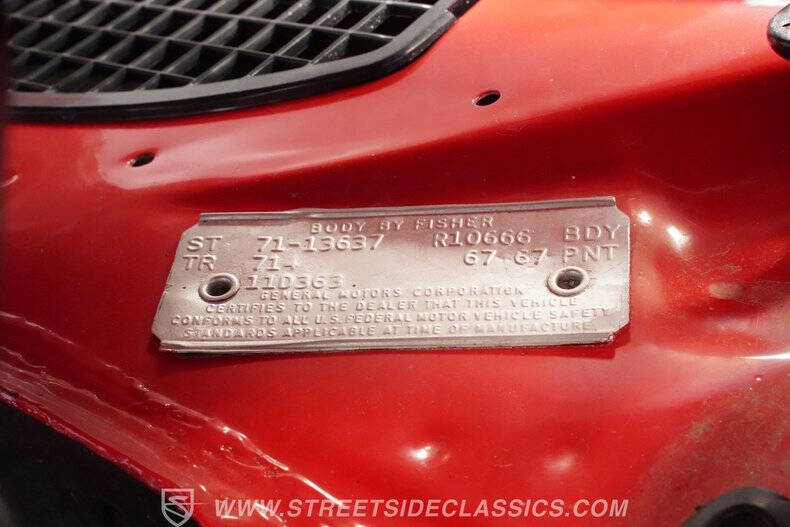 BODY BY FISHER
ST 71-13637 R10666 BDY
TR 71. 67-67 PNT
11D363
GENERAL MOTORS CORPORATION
CERTIFIES TO THE DEALER THAT THIS VEHICLE
CONFORMS TO ALL U.S. FEDERAL MOTOR VEHICLE SAFETY
STANDARDS APPLICABLE AT TIME OF MANUFACTURE.
WWW.STREETSIDECLASSICS.COM